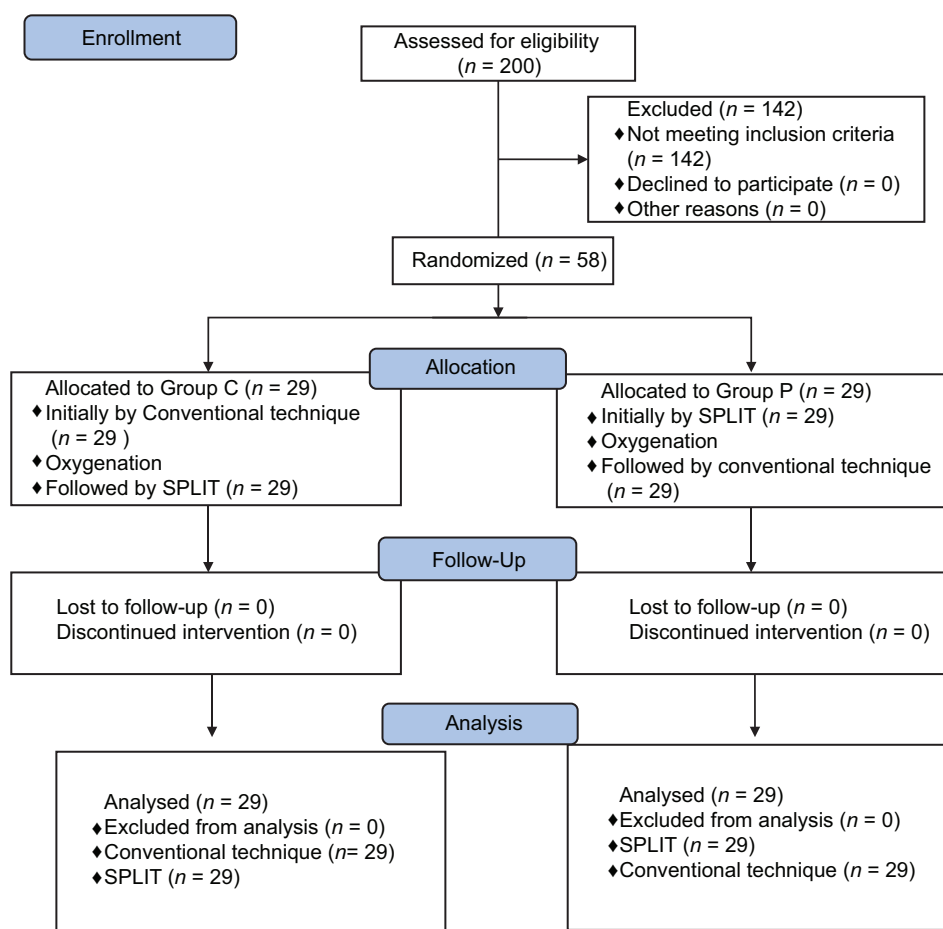 Enrollment
Assessed for eligibility
(n = 200)
Excluded (n = 142)
♦Not meeting inclusion criteria
(n = 142)
♦Declined to participate (n = 0)
♦Other reasons (n = 0)
Randomized (n = 58)
Allocation
Allocated to Group C (n = 29)
♦Initially by Conventional technique
(n = 29 )
♦Oxygenation
♦Followed by SPLIT (n = 29)
Allocated to Group P (n = 29)
♦Initially by SPLIT (n = 29)
♦Oxygenation
♦Followed by conventional technique
(n = 29)
Follow-Up
Lost to follow-up (n = 0)
Discontinued intervention (n = 0)
Lost to follow-up (n = 0)
Discontinued intervention (n = 0)
Analysis
Analysed (n = 29)
♦Excluded from analysis (n = 0)
♦Conventional technique (n= 29)
♦SPLIT (n = 29)
Analysed (n = 29)
♦Excluded from analysis (n = 0)
♦SPLIT (n = 29)
♦Conventional technique (n = 29)